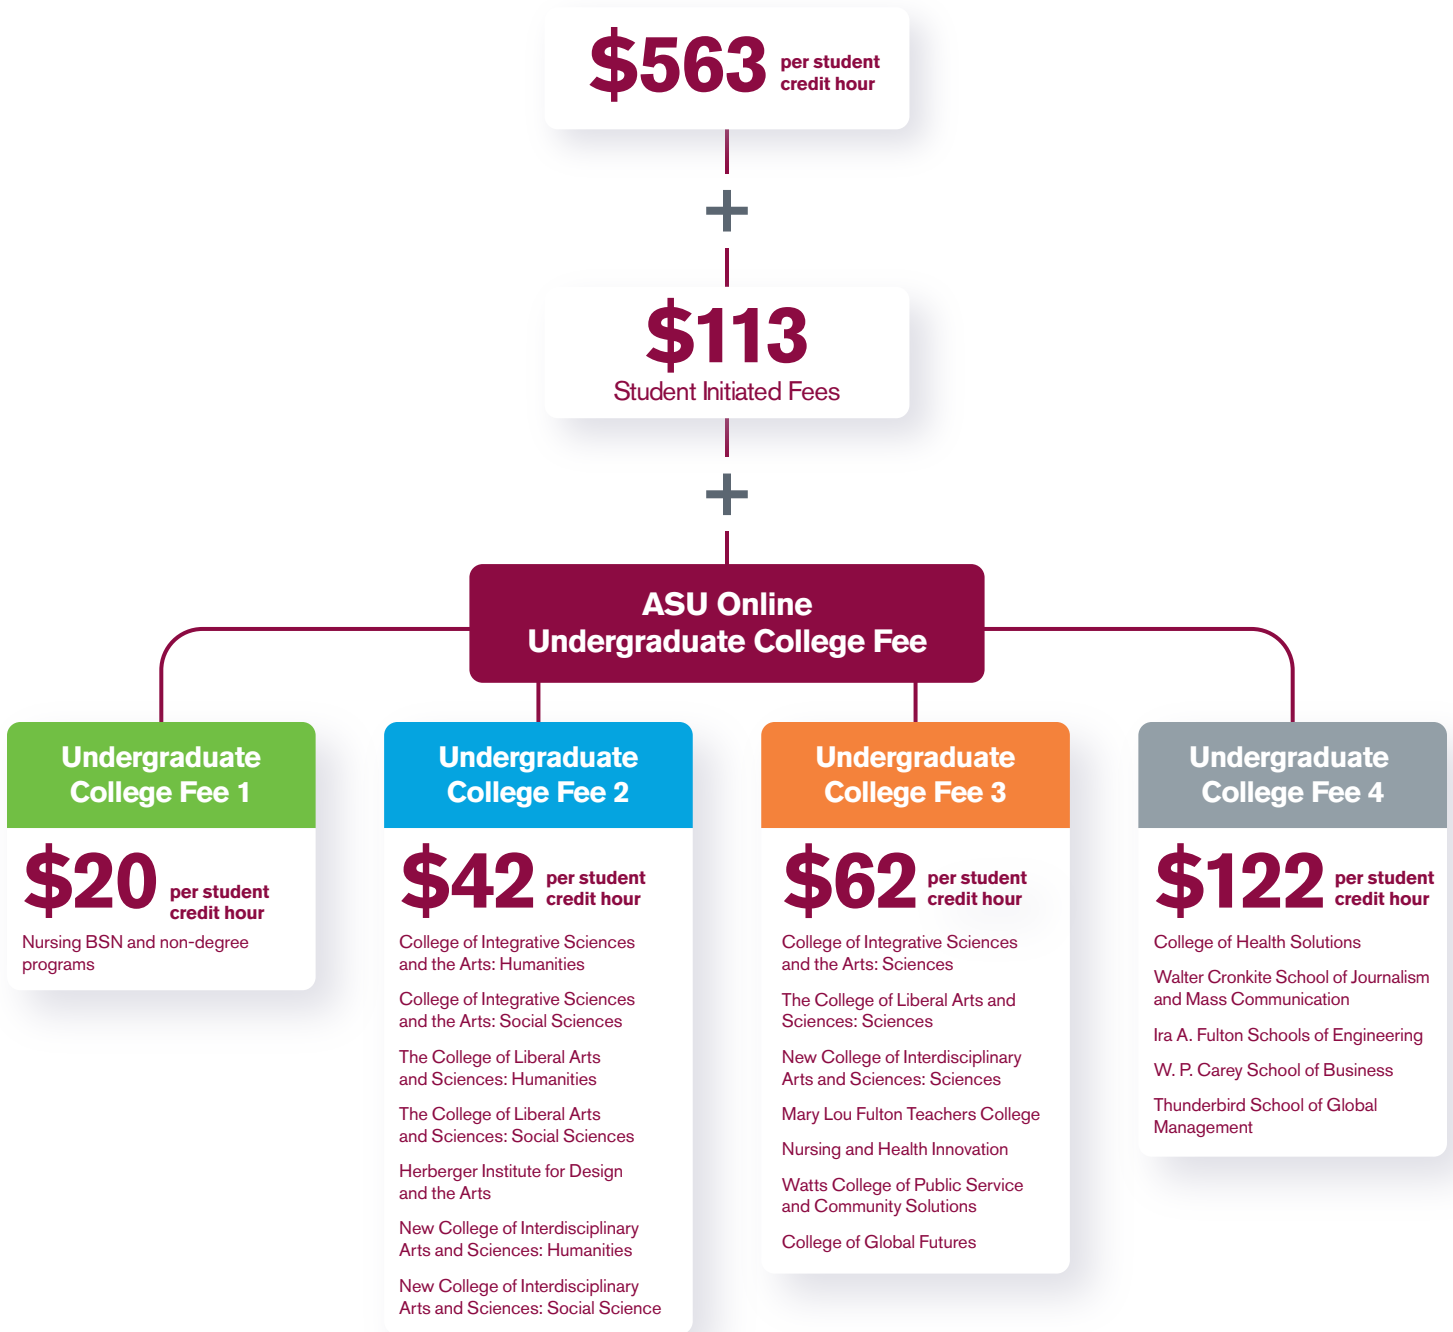 $563 per student
credit hour
+
$113
Student Initiated Fees
+
ASU Online
Undergraduate College Fee
Undergraduate
College Fee 1
$20 per student
credit hour
Nursing BSN and non-degree
programs
Undergraduate
College Fee 2
$42 per student
credit hour
College of Integrative Sciences
and the Arts: Humanities
College of Integrative Sciences
and the Arts: Social Sciences
The College of Liberal Arts
and Sciences: Humanities
The College of Liberal Arts
and Sciences: Social Sciences
Herberger Institute for Design
and the Arts
New College of Interdisciplinary
Arts and Sciences: Humanities
New College of Interdisciplinary
Arts and Sciences: Social Science
Undergraduate
College Fee 3
$62 per student
credit hour
College of Integrative Sciences
and the Arts: Sciences
The College of Liberal Arts and
Sciences: Sciences
New College of Interdisciplinary
Arts and Sciences: Sciences
Mary Lou Fulton Teachers College
Nursing and Health Innovation
Watts College of Public Service
and Community Solutions
College of Global Futures
Undergraduate
College Fee 4
$122 per student
credit hour
College of Health Solutions
Walter Cronkite School of Journalism
and Mass Communication
Ira A. Fulton Schools of Engineering
W. P. Carey School of Business
Thunderbird School of Global
Management